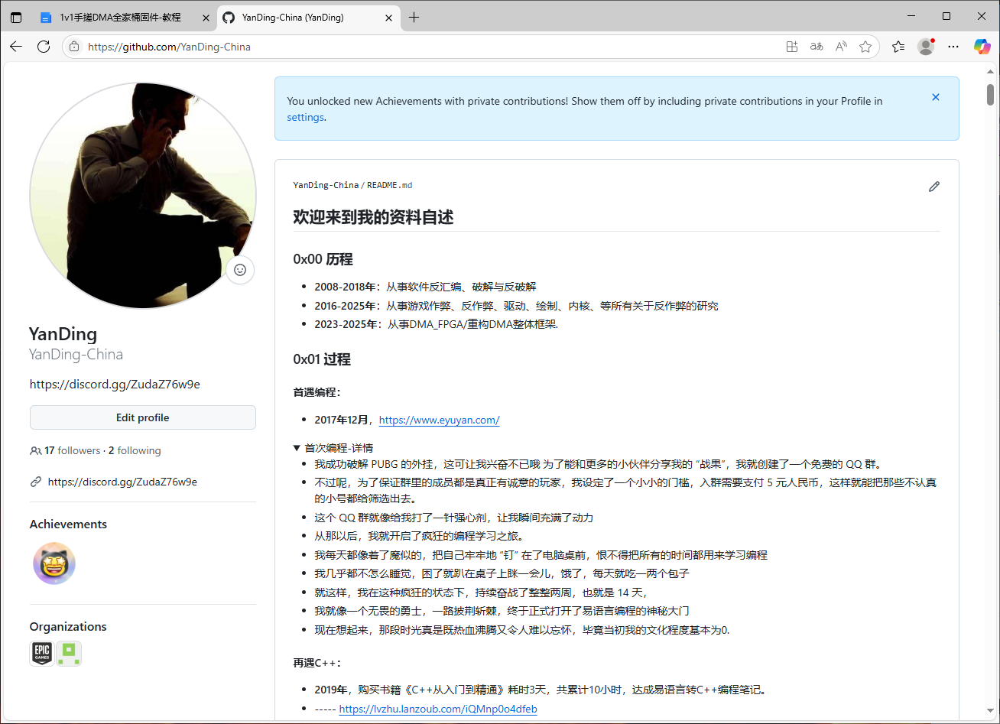 1v1手搓DMA全家桶固件-教程
YanDing-China (YanDing)
https://github.com/YanDing-China
You unlocked new Achievements with private contributions! Show them off by including private contributions in your Profile in
settings.
YanDing-China / README.md
欢迎来到我的资料自述
0x00 历程
2008-2018年：从事软件反汇编、破解与反破解
2016-2025年：从事游戏作弊、反作弊、驱动、绘制、内核、等所有关于反作弊的研究
2023-2025年：从事DMA_FPGA/重构DMA整体框架.
0x01 过程
首遇编程：
2017年12月，https://www.eyuyan.com/
▼ 首次编程-详情
我成功破解 PUBG 的外挂，这可让我兴奋不已哦 为了能和更多的小伙伴分享我的 “战果”，我就创建了一个免费的 QQ 群。
不过呢，为了保证群里的成员都是真正有诚意的玩家，我设定了一个小小的门槛，入群需要支付 5 元人民币，这样就能把那些不认真
的小号都给筛选出去。
这个 QQ 群就像给我打了一针强心剂，让我瞬间充满了动力
从那以后，我就开启了疯狂的编程学习之旅。
我每天都像着了魔似的，把自己牢牢地 “钉” 在了电脑桌前，恨不得把所有的时间都用来学习编程
我几乎都不怎么睡觉，困了就趴在桌子上眯一会儿，饿了，每天就吃一两个包子
就这样，我在这种疯狂的状态下，持续奋战了整整两周，也就是 14 天，
我就像一个无畏的勇士，一路披荆斩棘，终于正式打开了易语言编程的神秘大门
现在想起来，那段时光真是既热血沸腾又令人难以忘怀，毕竟当初我的文化程度基本为0.
再遇C++：
2019年，购买书籍《C++从入门到精通》耗时3天，共累计10小时，达成易语言转C++编程笔记。
----- https://lvzhu.lanzoub.com/iQMnp0o4dfeb
YanDing
YanDing-China
https://discord.gg/ZudaZ76w9e
Edit profile
17 followers · 2 following
https://discord.gg/ZudaZ76w9e
Achievements
Organizations
EPIC
GAMES